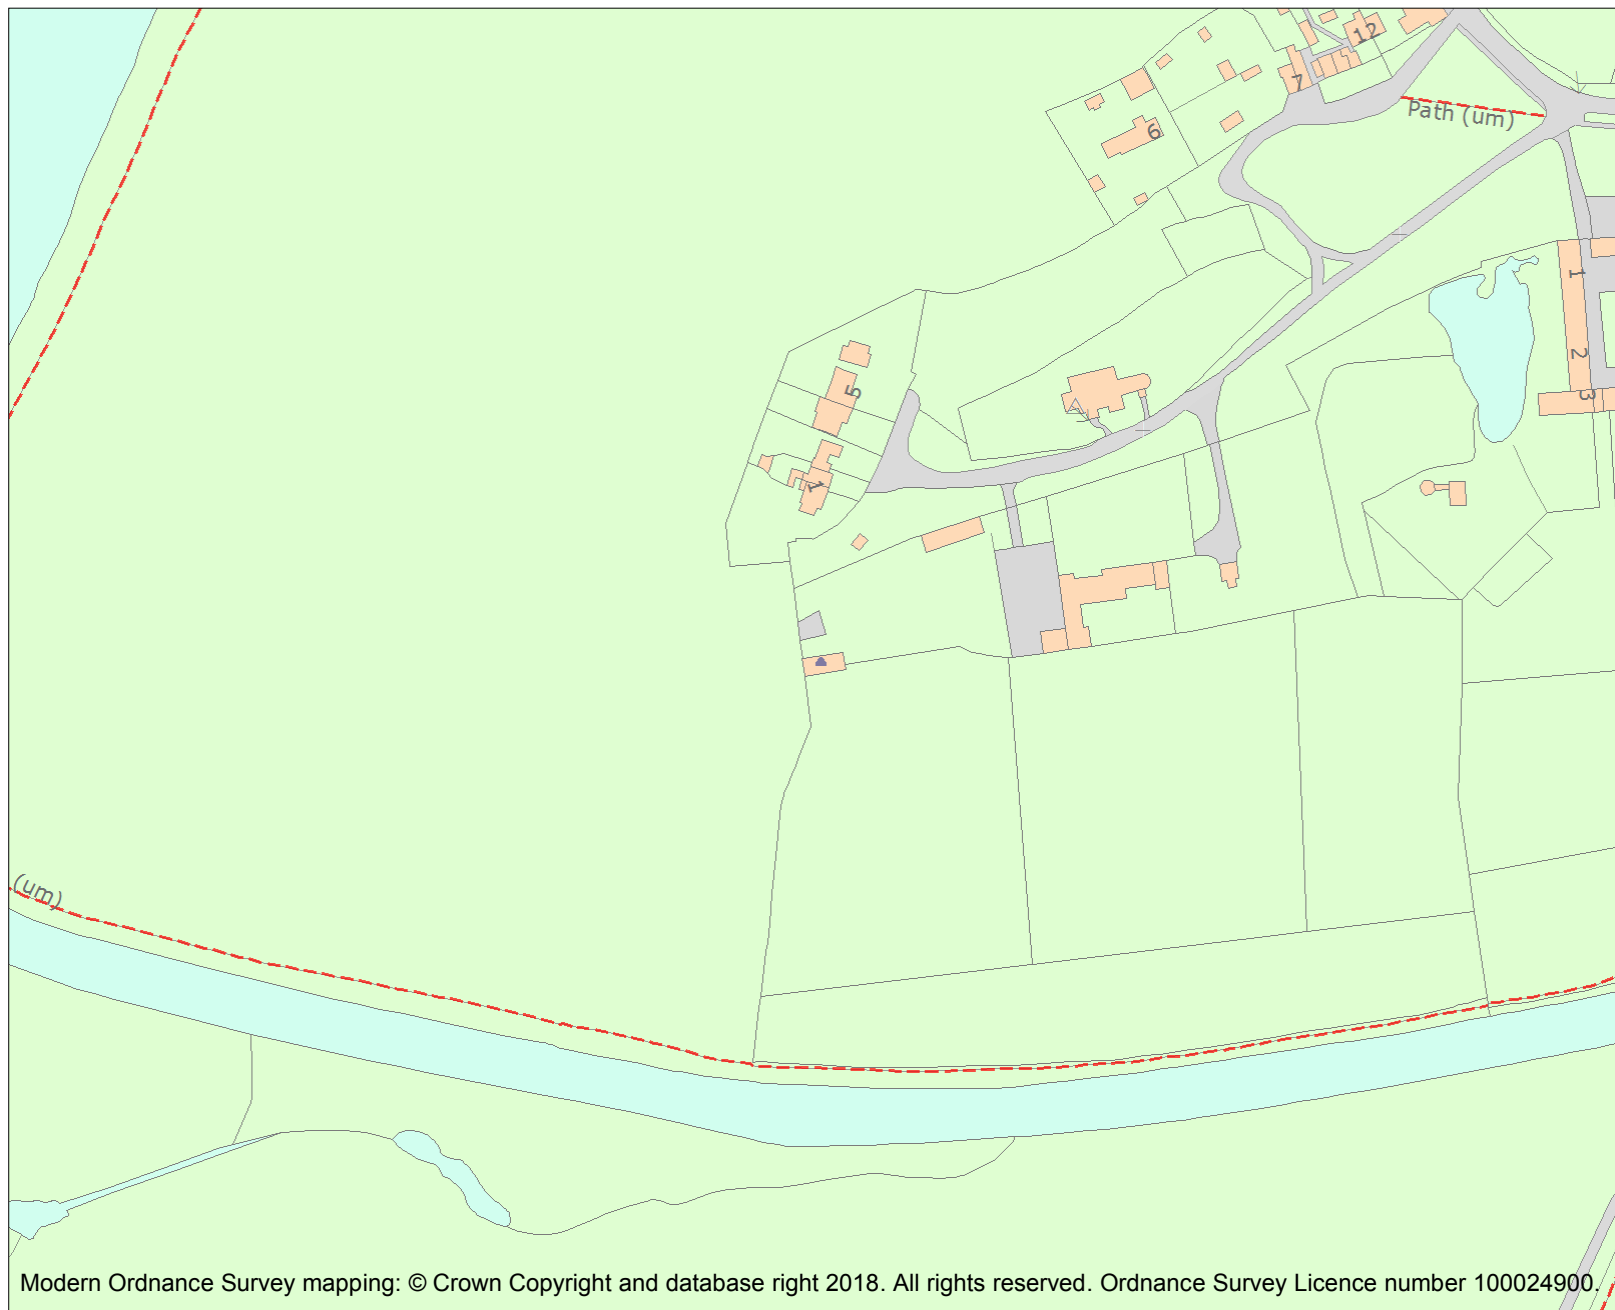 12
7
Path (um)
6
1
5
2
3
1
(um)
Modern Ordnance Survey mapping: © Crown Copyright and database right 2018. All rights reserved. Ordnance Survey Licence number 100024900.